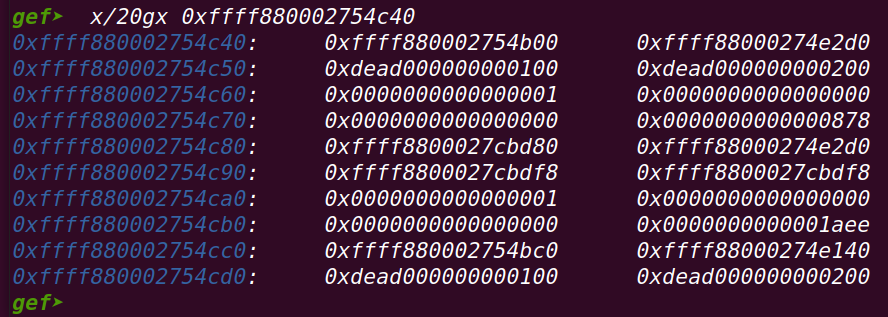 gef➤  x/20gx 0xffff880002754c40
0xffff880002754c40:     0xffff880002754b00      0xffff88000274e2d0
0xffff880002754c50:     0xdead000000000100      0xdead000000000200
0xffff880002754c60:     0x0000000000000001      0x0000000000000000
0xffff880002754c70:     0x0000000000000000      0x0000000000000878
0xffff880002754c80:     0xffff8800027cbd80      0xffff88000274e2d0
0xffff880002754c90:     0xffff8800027cbdf8      0xffff8800027cbdf8
0xffff880002754ca0:     0x0000000000000001      0x0000000000000000
0xffff880002754cb0:     0x0000000000000000      0x0000000000001aee
0xffff880002754cc0:     0xffff880002754bc0      0xffff88000274e140
0xffff880002754cd0:     0xdead000000000100      0xdead000000000200
gef➤